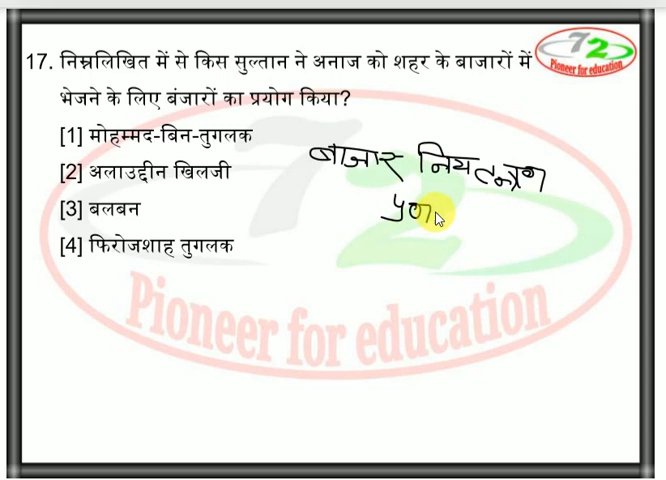 72
Pioneer for education
17. निम्नलिखित में से किस सुल्तान ने अनाज को शहर के बाजारों में
भेजने के लिए बंजारों का प्रयोग किया?
[1] मोहम्मद-बिन-तुगलक
[2] अलाउद्दीन खिलजी
[3] बलबन
[4] फिरोजशाह तुगलक
बाजार नियन्त्रण
72
Pioneer for education